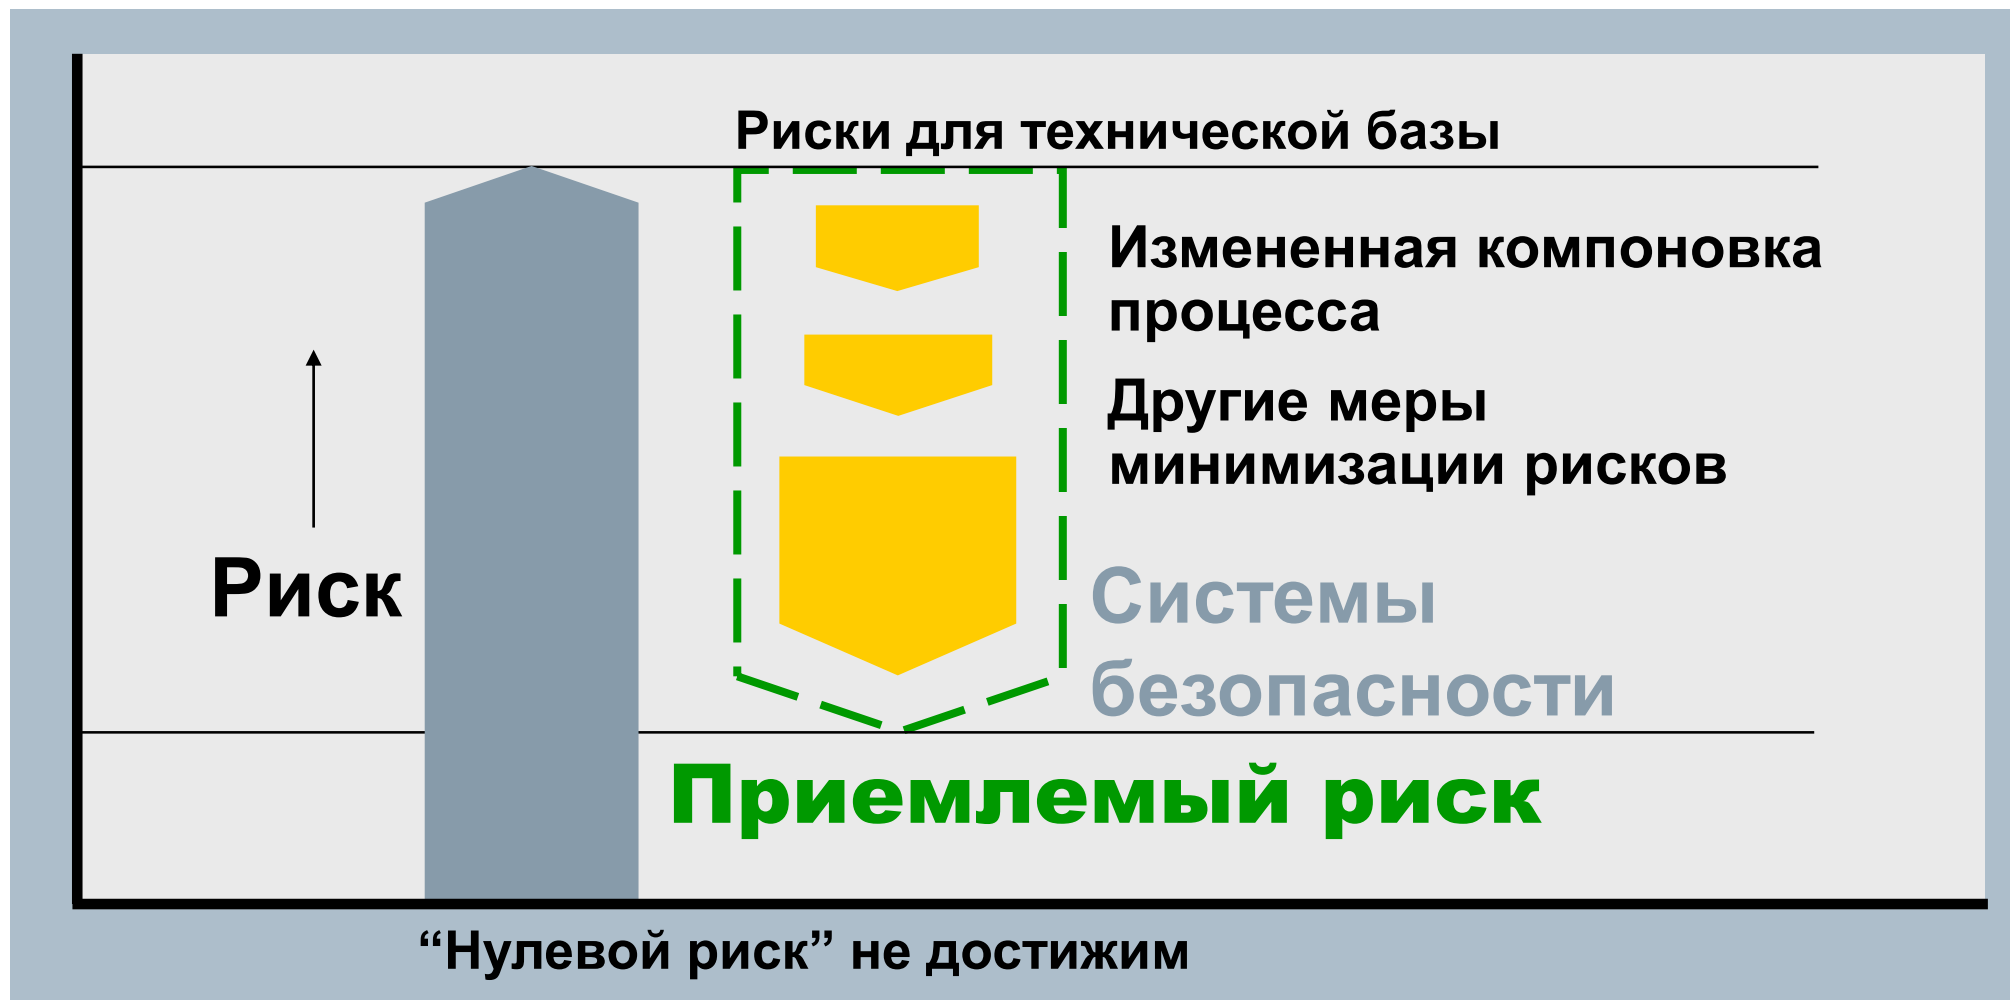 Риски для технической базы
Измененная компоновка
процесса
Другие меры
минимизации рисков
Риск
Системы
безопасности
Приемлемый риск
“Нулевой риск” не достижим